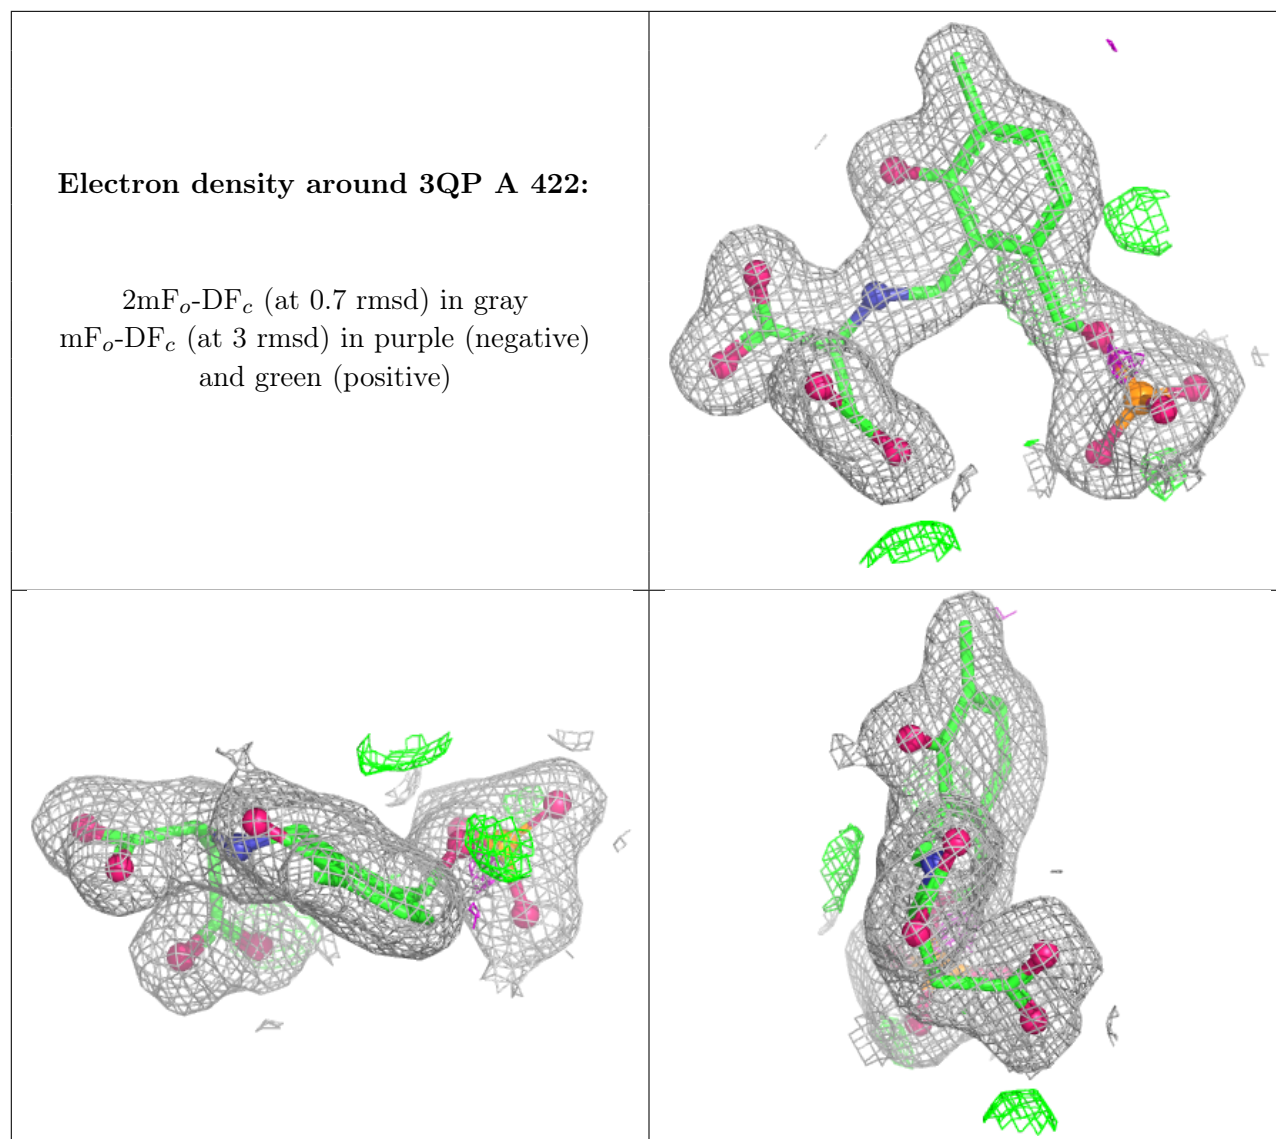 Electron density around 3QP A 422:
2mFo-DFc (at 0.7 rmsd) in gray
mFo-DFc (at 3 rmsd) in purple (negative)
and green (positive)